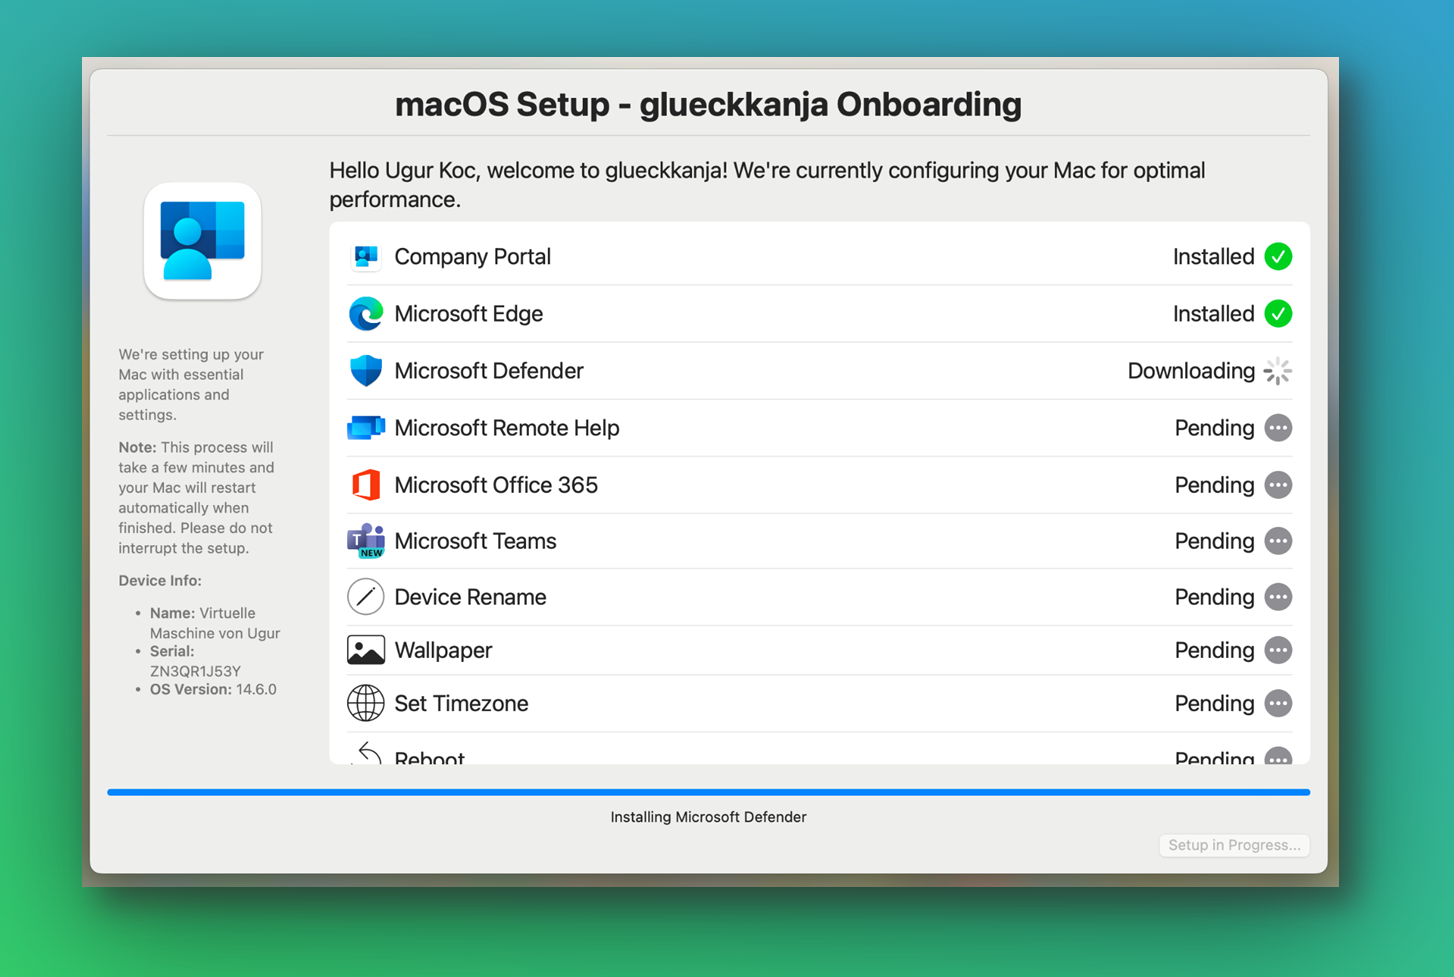 macOS Setup - glueckkanja Onboarding
Hello Ugur Koc, welcome to glueckkanja! We're currently configuring your Mac for optimal
performance.
We're setting up your
Mac with essential
applications and
settings.
Note: This process will
take a few minutes and
your Mac will restart
automatically when
finished. Please do not
interrupt the setup.
Device Info:
• Name: Virtuelle
Maschine von Ugur
• Serial:
ZN3QR1J53Y
• OS Version: 14.6.0
Company Portal Installed
Microsoft Edge Installed
Microsoft Defender Downloading
Microsoft Remote Help Pending
Microsoft Office 365 Pending
T NEW Microsoft Teams Pending
Device Rename Pending
Wallpaper Pending
Set Timezone Pending
Reboot Pending
Installing Microsoft Defender
Setup in Progress...